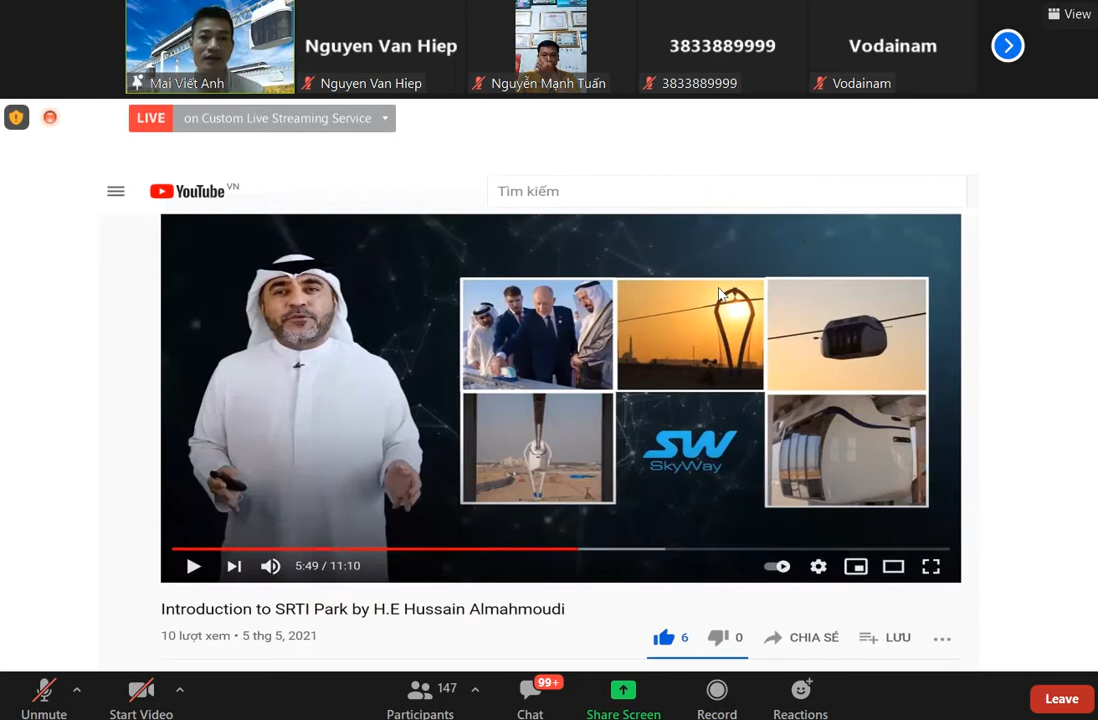 View
Nguyen Van Hiep
3833889999
Vodainam
Mai Viết Anh
Nguyen Van Hiep
Nguyễn Mạnh Tuấn
3833889999
Vodainam
LIVE on Custom Live Streaming Service
YouTube VN
Tìm kiếm
SW
SkyWay
5:49 / 11:10
Introduction to SRTI Park by H.E Hussain Almahmoudi
10 lượt xem • 5 thg 5, 2021
6
0
CHIA SẺ
LƯU
147
99+
Unmute
Start Video
Participants
Chat
Share Screen
Record
Reactions
Leave